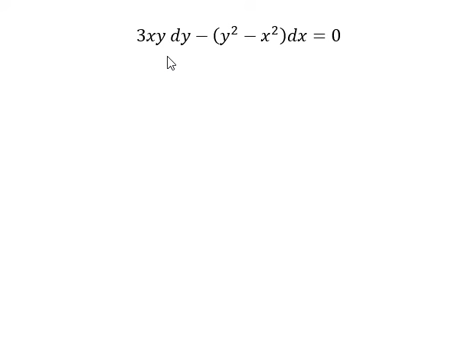 3xy dy − (y² − x²)dx = 0